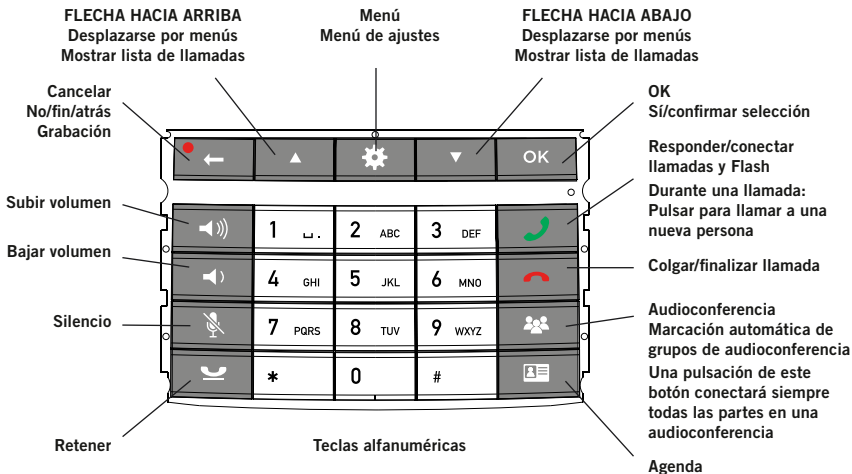 FLECHA HACIA ARRIBA
Desplazarse por menús
Mostrar lista de llamadas
Menú
Menú de ajustes
FLECHA HACIA ABAJO
Desplazarse por menús
Mostrar lista de llamadas
Cancelar
No/fin/atrás
Grabación
OK
Sí/confirmar selección
Responder/conectar
llamadas y Flash
Durante una llamada:
Pulsar para llamar a una
nueva persona
Colgar/finalizar llamada
Audioconferencia
Marcación automática de
grupos de audioconferencia
Una pulsación de este
botón conectará siempre
todas las partes en una
audioconferencia
Agenda
Subir volumen
Bajar volumen
Silencio
Retener
Teclas alfanuméricas
OK
1 ␣ .
2 ABC
3 DEF
4 GHI
5 JKL
6 MNO
7 PQRS
8 TUV
9 WXYZ
*
0
#